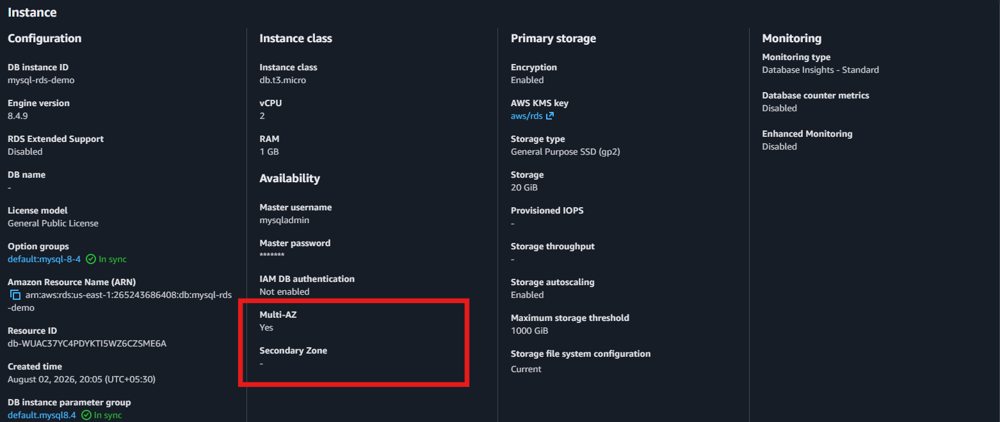 Instance
Configuration
DB instance ID
mysql-rds-demo
Engine version
8.4.9
RDS Extended Support
Disabled
DB name
-
License model
General Public License
Option groups
default:mysql-8-4 In sync
Amazon Resource Name (ARN)
arn:aws:rds:us-east-1:265243686408:db:mysql-rds
-demo
Resource ID
db-WUAC37YC4PDYKTI5WZ6CZSME6A
Created time
August 02, 2026, 20:05 (UTC+05:30)
DB instance parameter group
default.mysql8.4 In sync
Instance class
Instance class
db.t3.micro
vCPU
2
RAM
1 GB
Availability
Master username
mysqladmin
Master password
*******
IAM DB authentication
Not enabled
Multi-AZ
Yes
Secondary Zone
-
Primary storage
Encryption
Enabled
AWS KMS key
aws/rds
Storage type
General Purpose SSD (gp2)
Storage
20 GiB
Provisioned IOPS
-
Storage throughput
-
Storage autoscaling
Enabled
Maximum storage threshold
1000 GiB
Storage file system configuration
Current
Monitoring
Monitoring type
Database Insights - Standard
Database counter metrics
Disabled
Enhanced Monitoring
Disabled